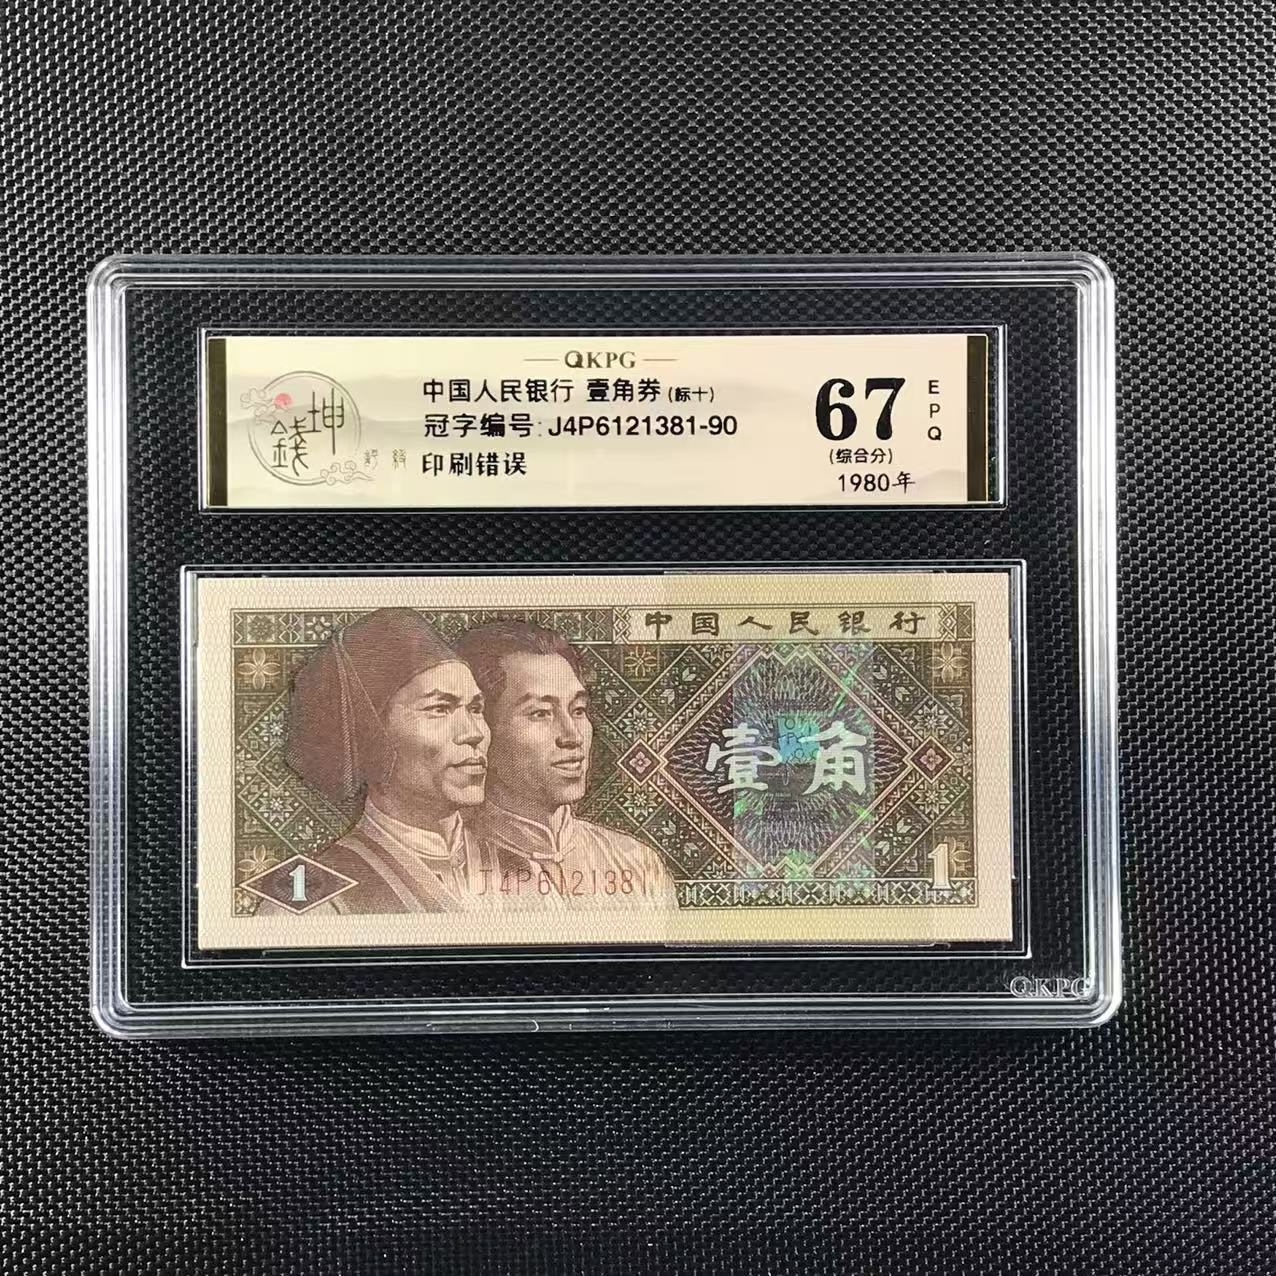 QKPG
中国人民银行 壹角券(标十)
冠字编号: J4P6121381-90
印刷错误
坤
錢
67
EPQ
(综合分)
1980年
中国人民银行
壹角
1
1
J4P6121381
QKPG